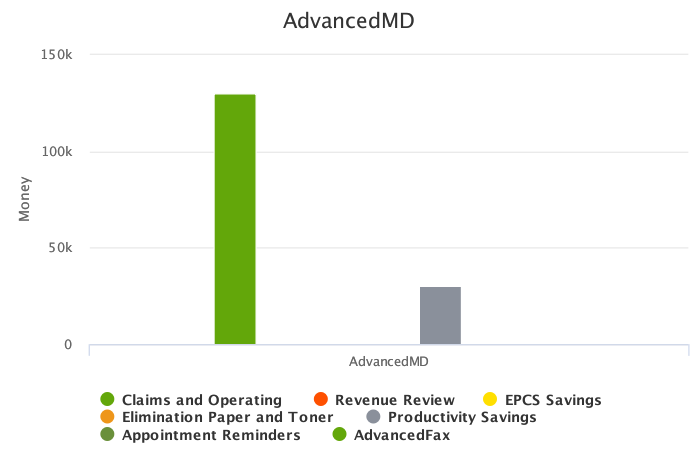 AdvancedMD
150k
100k
50k
0
Money
AdvancedMD
Claims and Operating Revenue Review EPCS Savings
Elimination Paper and Toner Productivity Savings
Appointment Reminders AdvancedFax